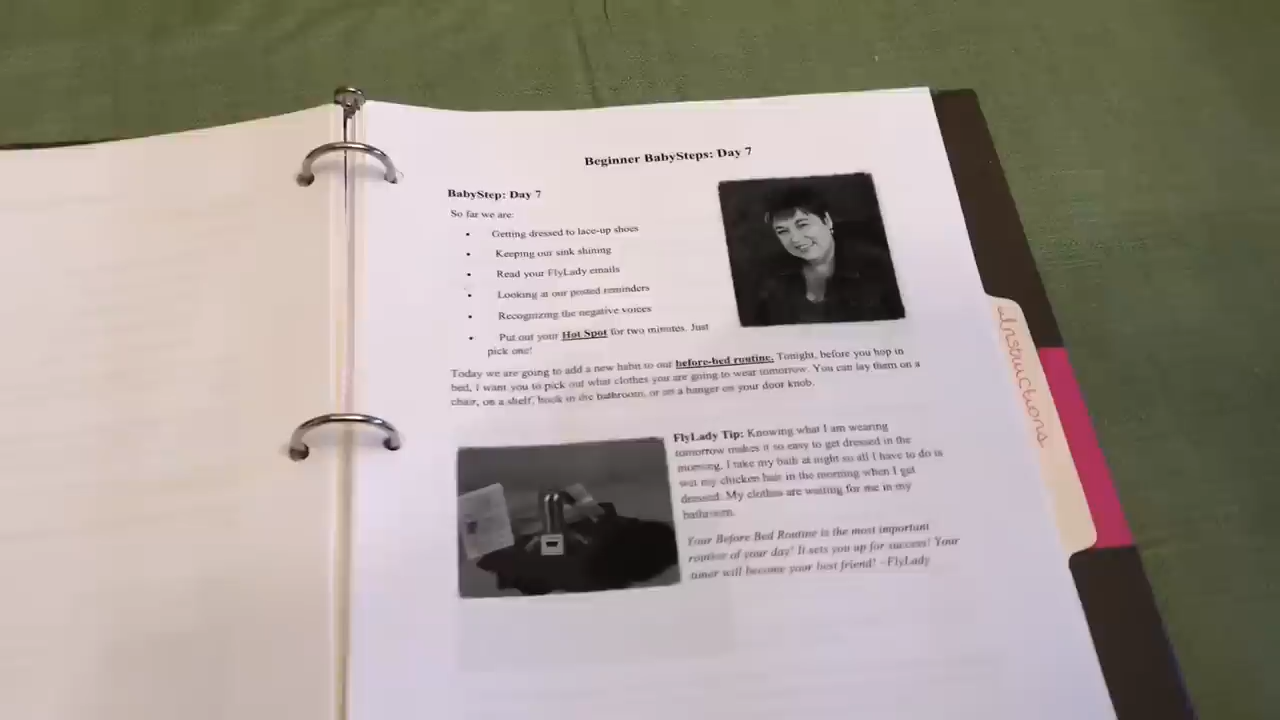 Beginner BabySteps: Day 7
BabyStep: Day 7
So far we are:
• Getting dressed to lace-up shoes
• Keeping our sink shining
• Read your FlyLady emails
• Looking at our posted reminders
• Recognizing the negative voices
• Put out your Hot Spot for two minutes. Just
pick one!
Today we are going to add a new habit to our before-bed routine. Tonight, before you hop in
bed, I want you to pick out what clothes you are going to wear tomorrow. You can lay them on a
chair, on a shelf, hook in the bathroom, or on a hanger on your door knob.
FlyLady Tip: Knowing what I am wearing
tomorrow makes it so easy to get dressed in the
morning. I take my bath at night so all I have to do is
wet my chicken hair in the morning when I get
dressed. My clothes are waiting for me in my
bathroom.
Your Before Bed Routine is the most important
routine of your day! It sets you up for success! Your
timer will become your best friend! ~FlyLady
Instructions